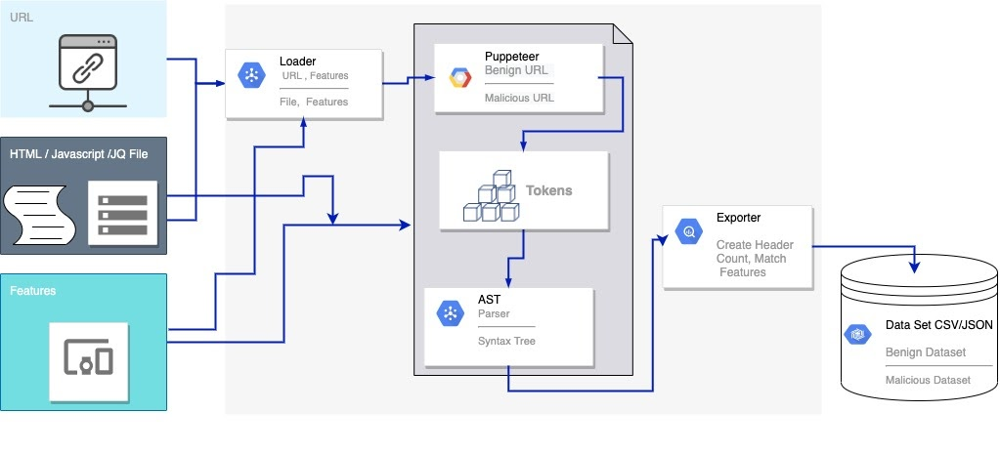 URL
HTML / Javascript /JQ File
Features
Loader
URL , Features
File, Features
Puppeteer
Benign URL
Malicious URL
Tokens
AST
Parser
Syntax Tree
Exporter
Create Header
Count, Match
Features
Data Set CSV/JSON
Benign Dataset
Malicious Dataset